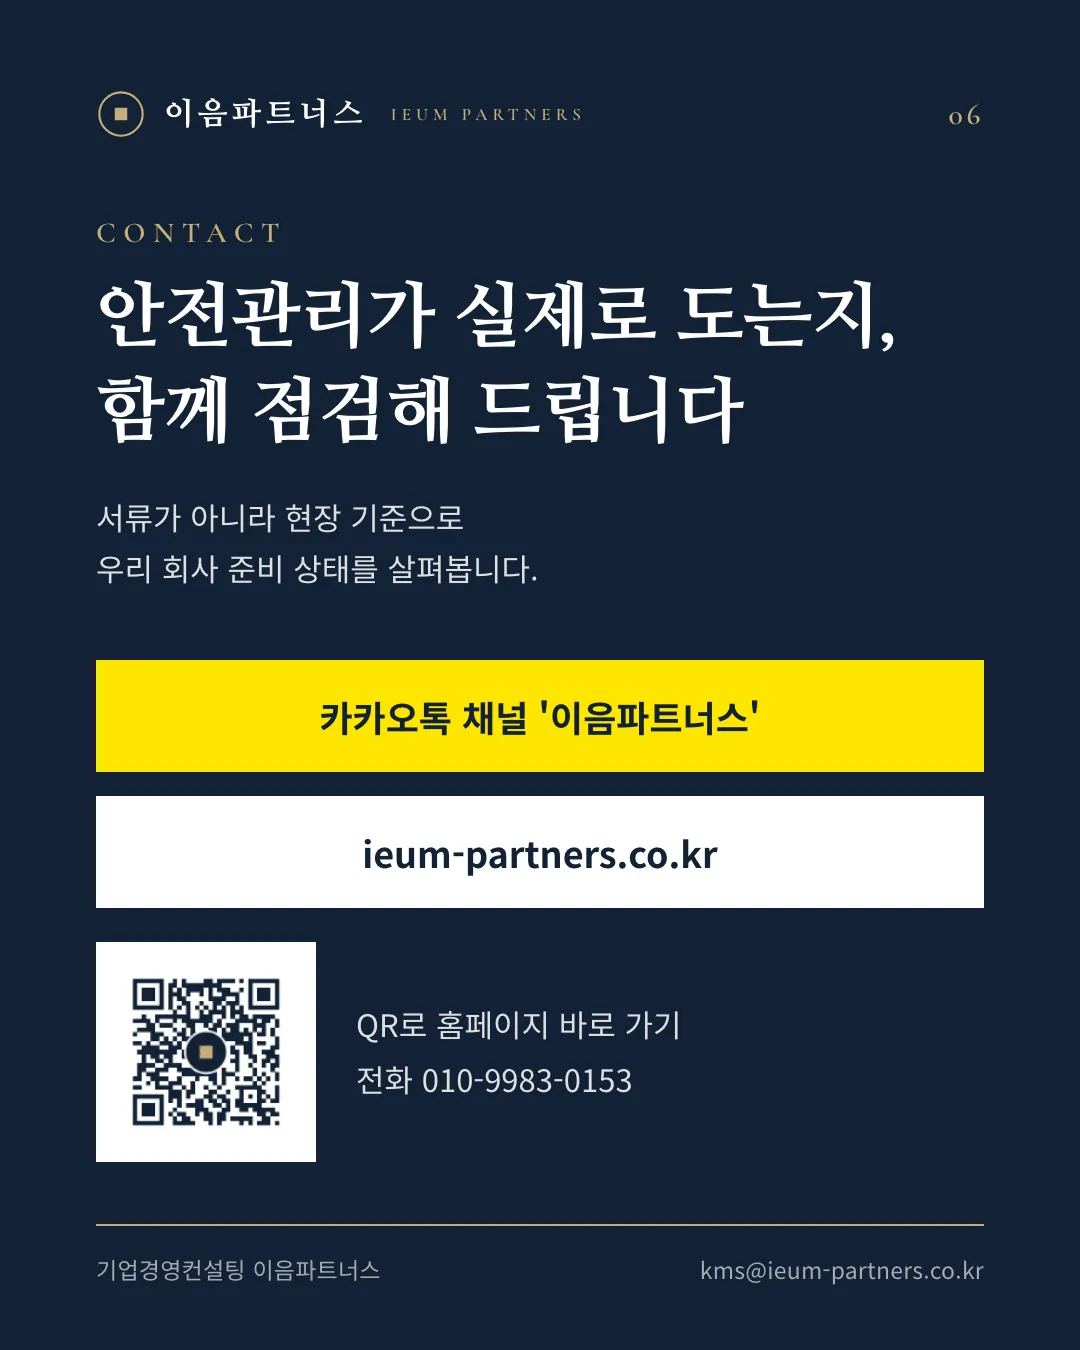 이음파트너스 IEUM PARTNERS 06
CONTACT
안전관리가 실제로 도는지,
함께 점검해 드립니다
서류가 아니라 현장 기준으로
우리 회사 준비 상태를 살펴봅니다.
카카오톡 채널 '이음파트너스'
ieum-partners.co.kr
QR로 홈페이지 바로 가기
전화 010-9983-0153
기업경영컨설팅 이음파트너스 kms@ieum-partners.co.kr